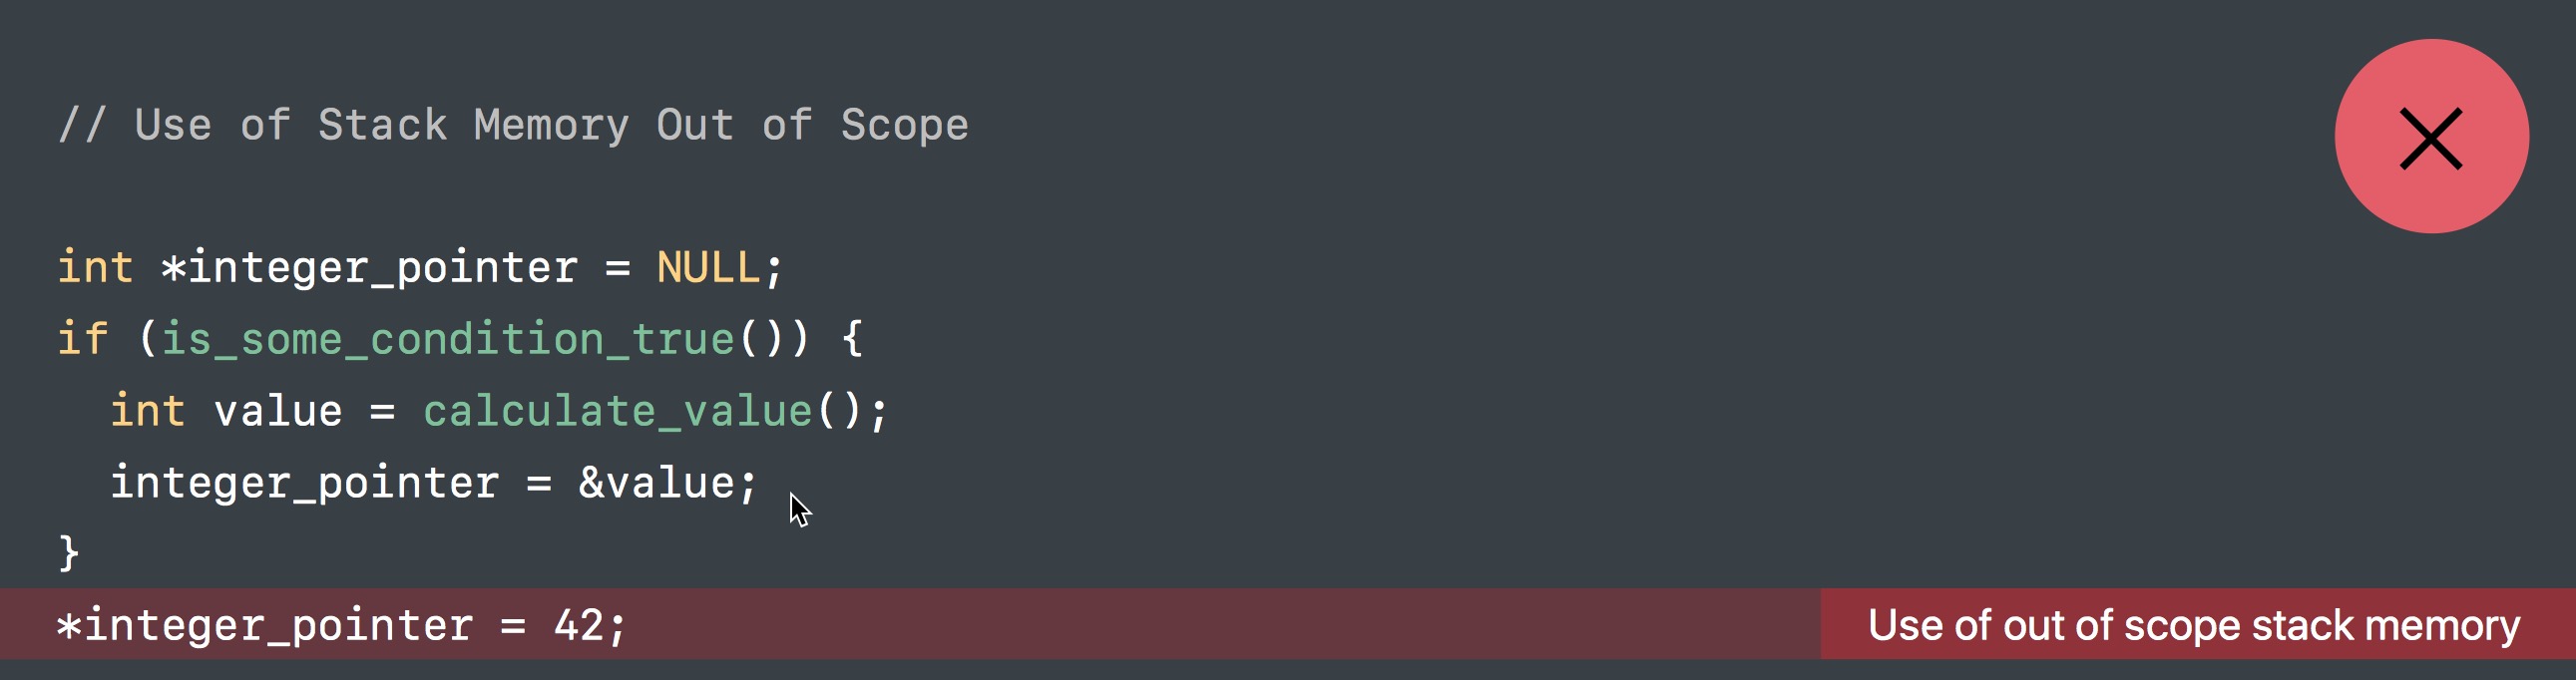 // Use of Stack Memory Out of Scope
int *integer_pointer = NULL;
if (is_some_condition_true()) {
  int value = calculate_value();
  integer_pointer = &value;
}
*integer_pointer = 42; Use of out of scope stack memory